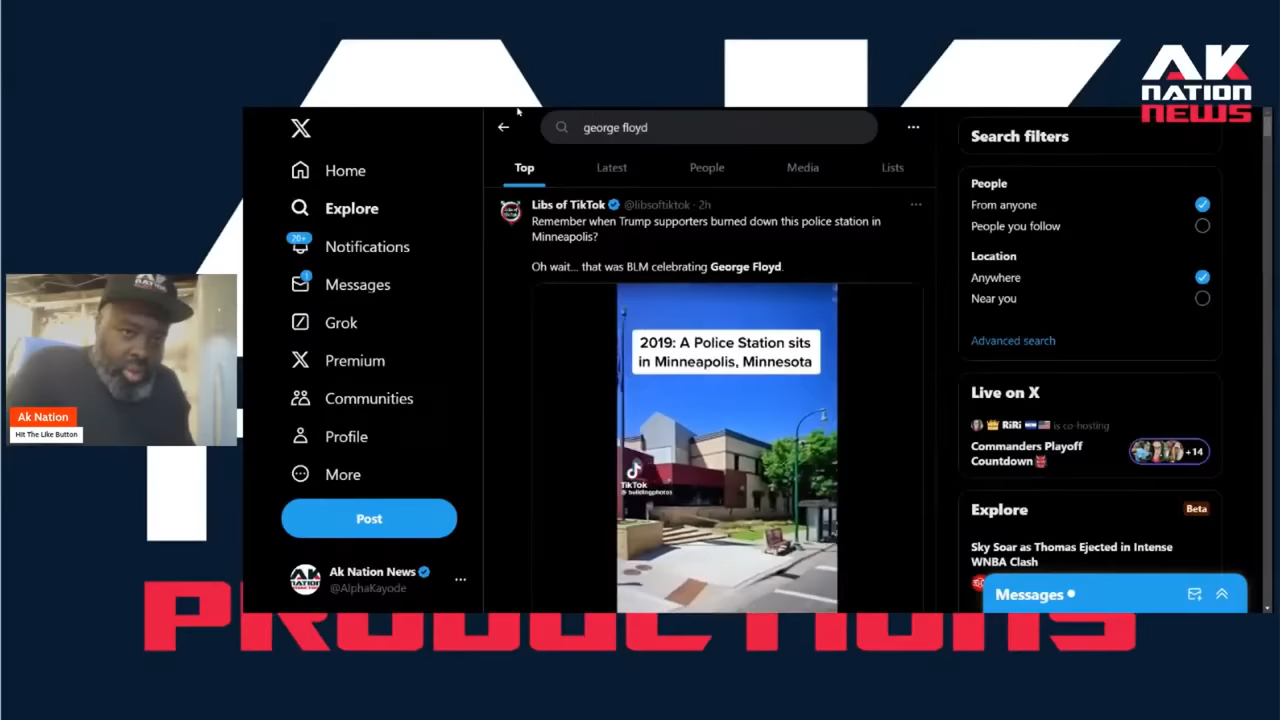 AK
NATION
NEWS
X
Home
Explore
20+
Notifications
1
Messages
Grok
Premium
Communities
Profile
More
Post
Ak Nation News
@AlphaKayode
george floyd
Top
Latest
People
Media
Lists
Libs of TikTok @libsoftiktok · 2h
Remember when Trump supporters burned down this police station in
Minneapolis?
Oh wait... that was BLM celebrating George Floyd.
2019: A Police Station sits
in Minneapolis, Minnesota
TikTok
@buildingphotos
Search filters
People
From anyone
People you follow
Location
Anywhere
Near you
Advanced search
Live on X
RiRi is co-hosting
Commanders Playoff
Countdown
+14
Explore
Beta
Sky Soar as Thomas Ejected in Intense
WNBA Clash
Messages
Ak Nation
Hit The Like Button
PRODUCTIONS